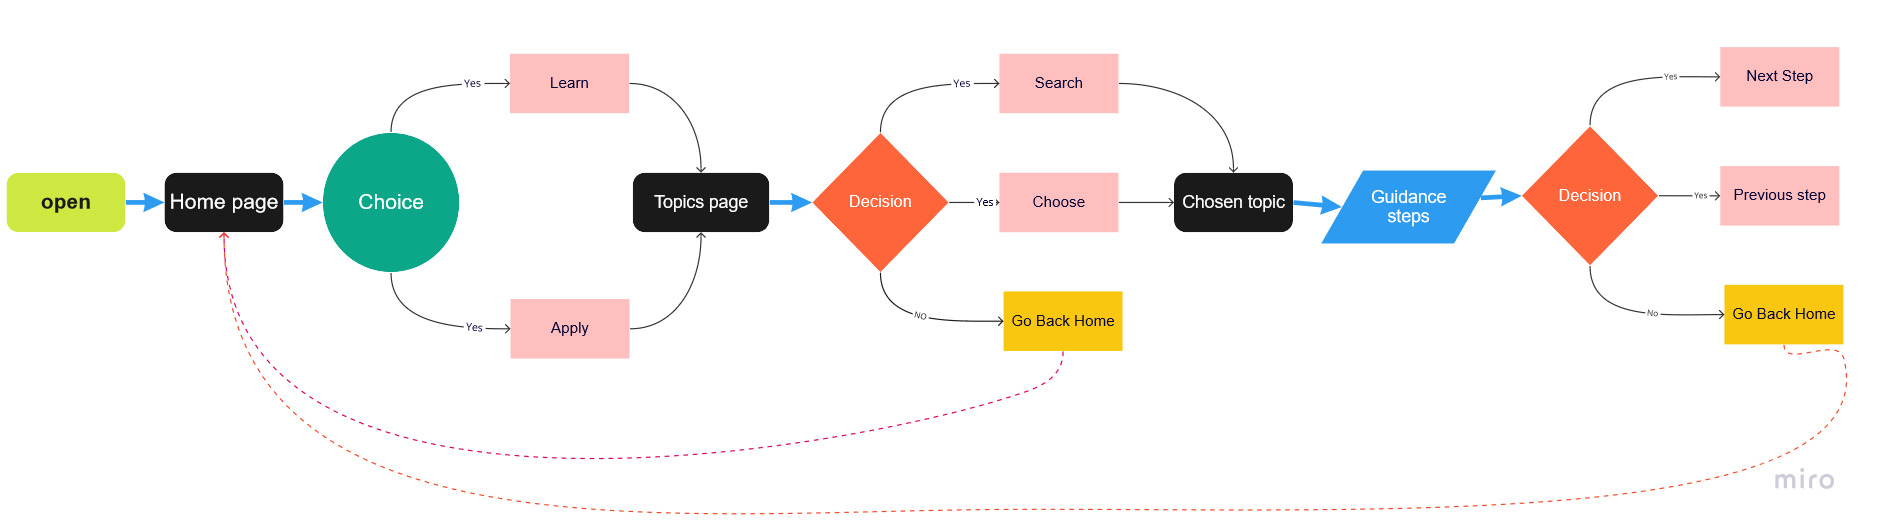 open
Home page
Choice
Yes
Learn
Yes
Apply
Topics page
Decision
Yes
Search
Yes
Choose
NO
Go Back Home
Chosen topic
Guidance
steps
Decision
Yes
Next Step
Yes
Previous step
No
Go Back Home
miro